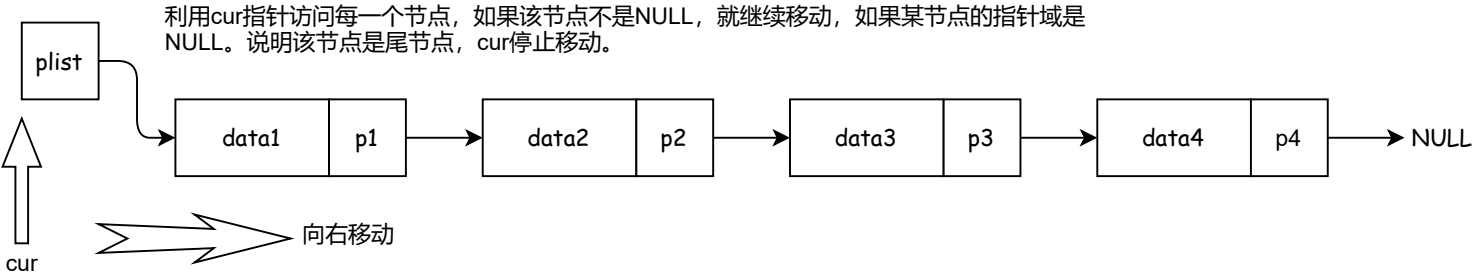 利用cur指针访问每一个节点，如果该节点不是NULL，就继续移动，如果某节点的指针域是
NULL。说明该节点是尾节点，cur停止移动。
plist
data1
p1
data2
p2
data3
p3
data4
p4
NULL
向右移动
cur